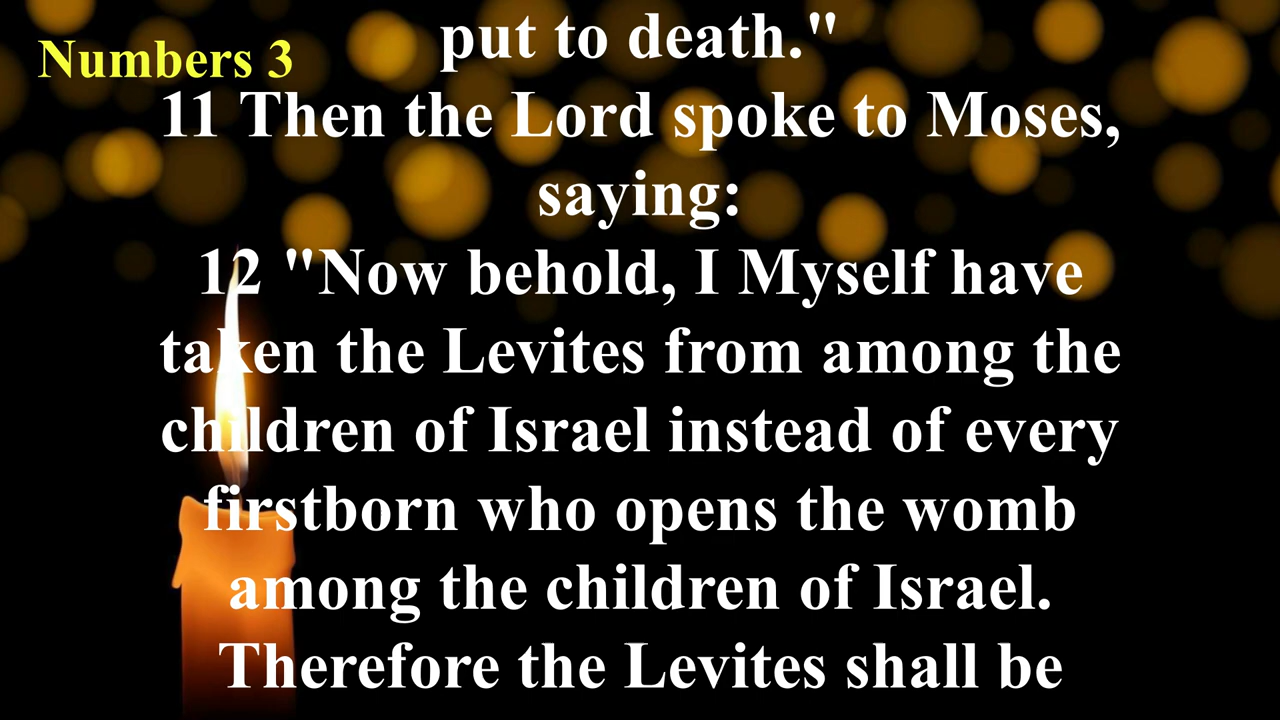 Numbers 3
put to death."
11 Then the Lord spoke to Moses,
saying:
12 "Now behold, I Myself have
taken the Levites from among the
children of Israel instead of every
firstborn who opens the womb
among the children of Israel.
Therefore the Levites shall be